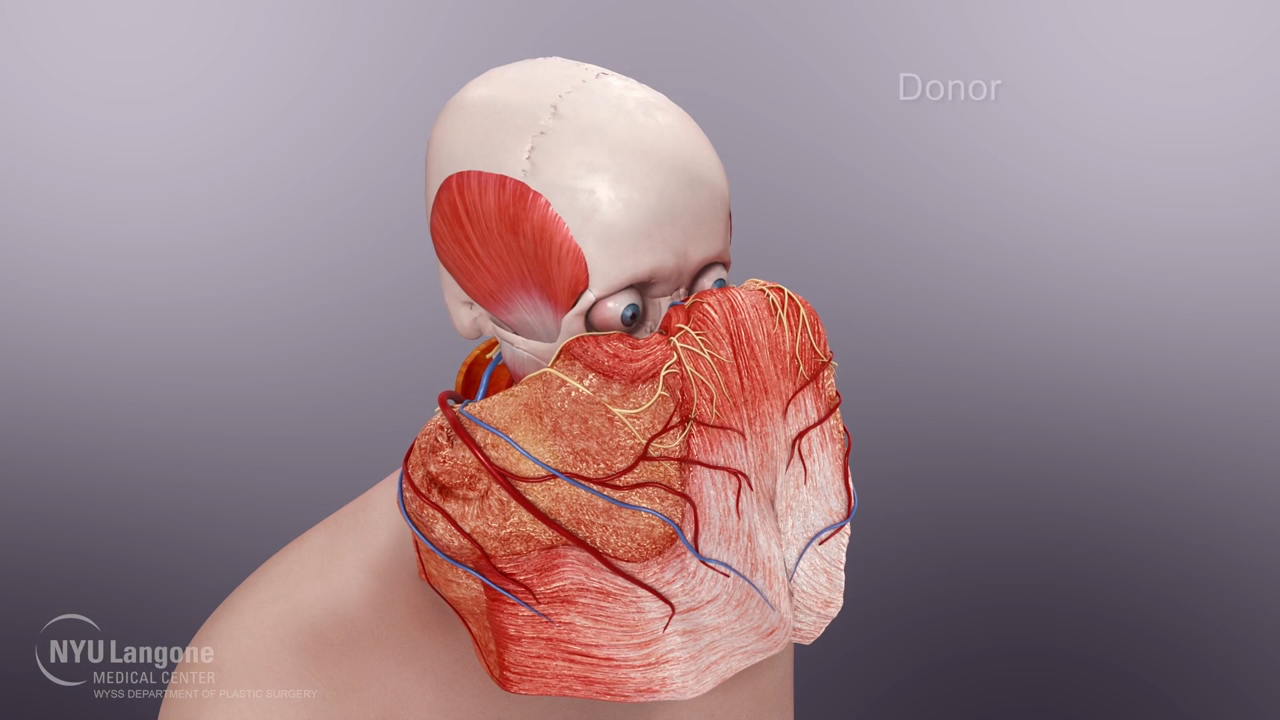 Donor
NYU Langone
MEDICAL CENTER
WYSS DEPARTMENT OF PLASTIC SURGERY